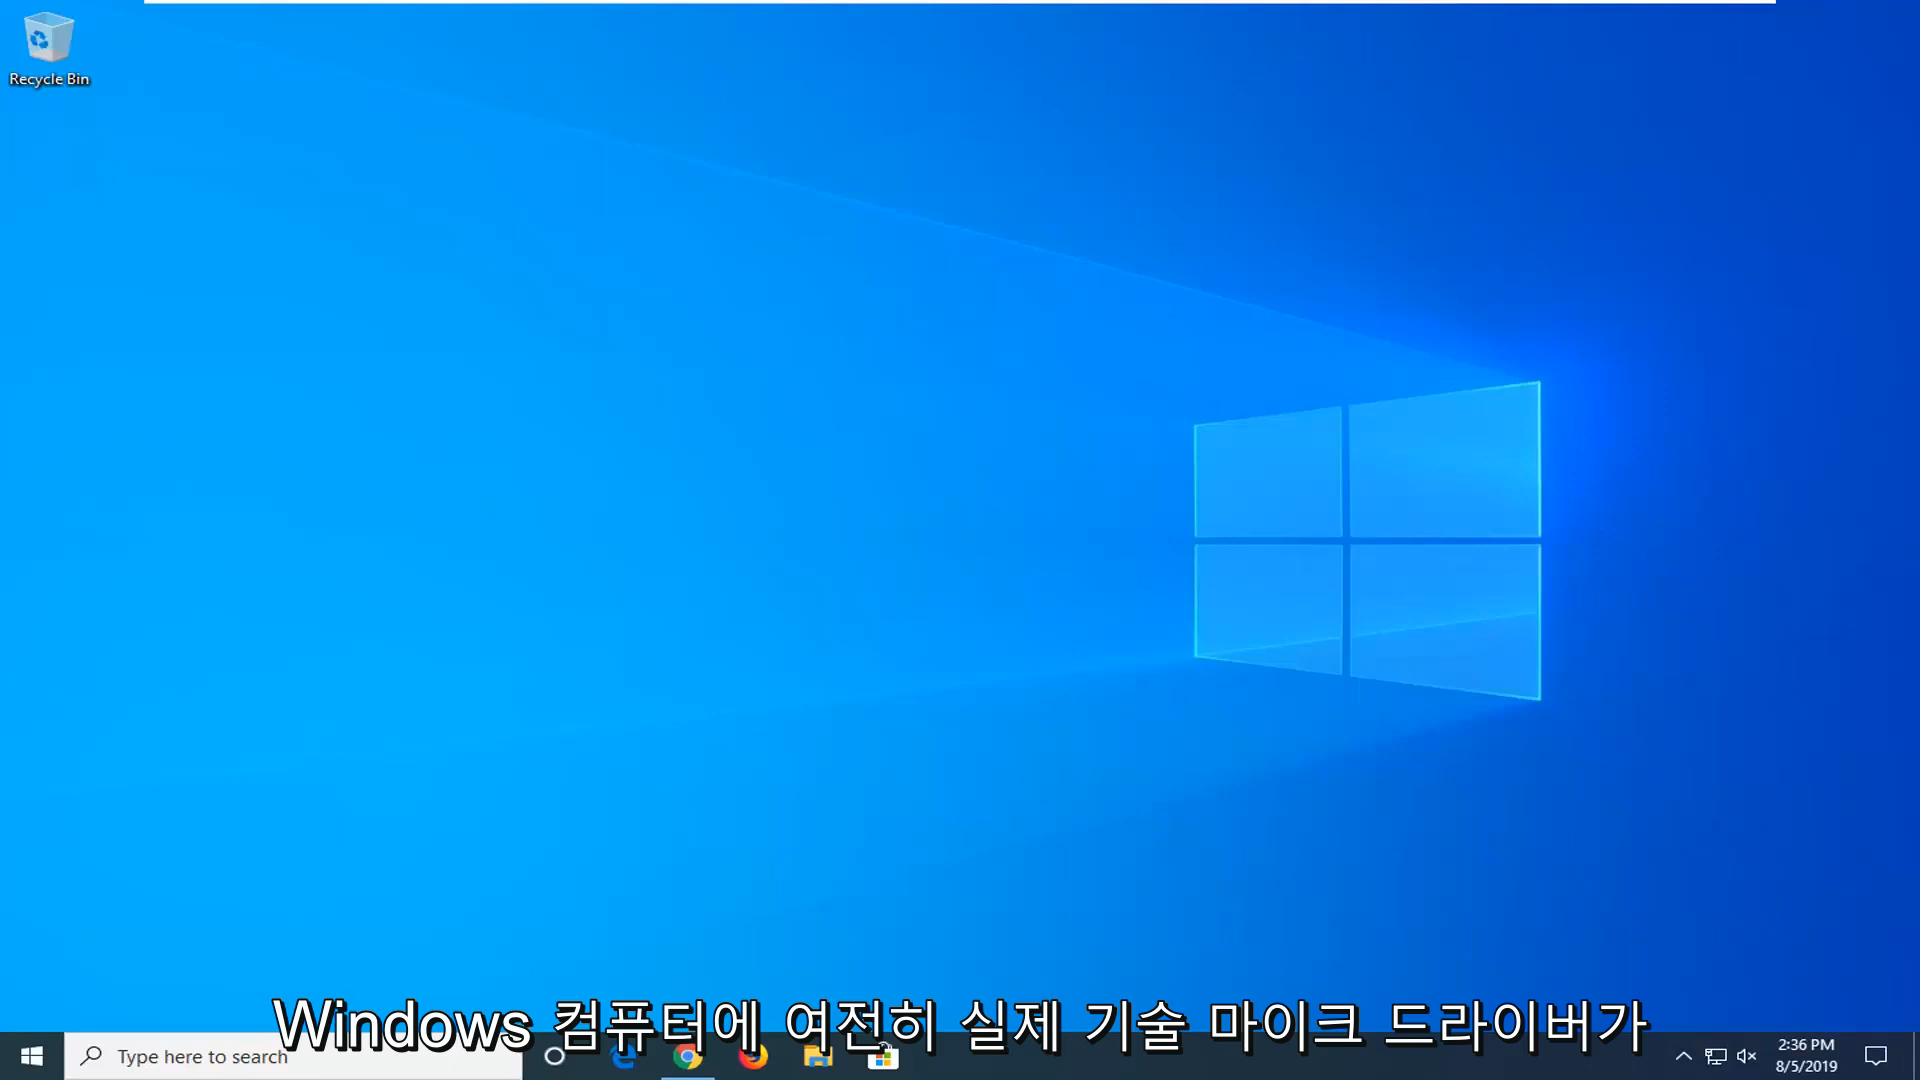 Recycle Bin
Windows 컴퓨터에 여전히 실제 기술 마이크 드라이버가
Type here to search
2:36 PM
8/5/2019